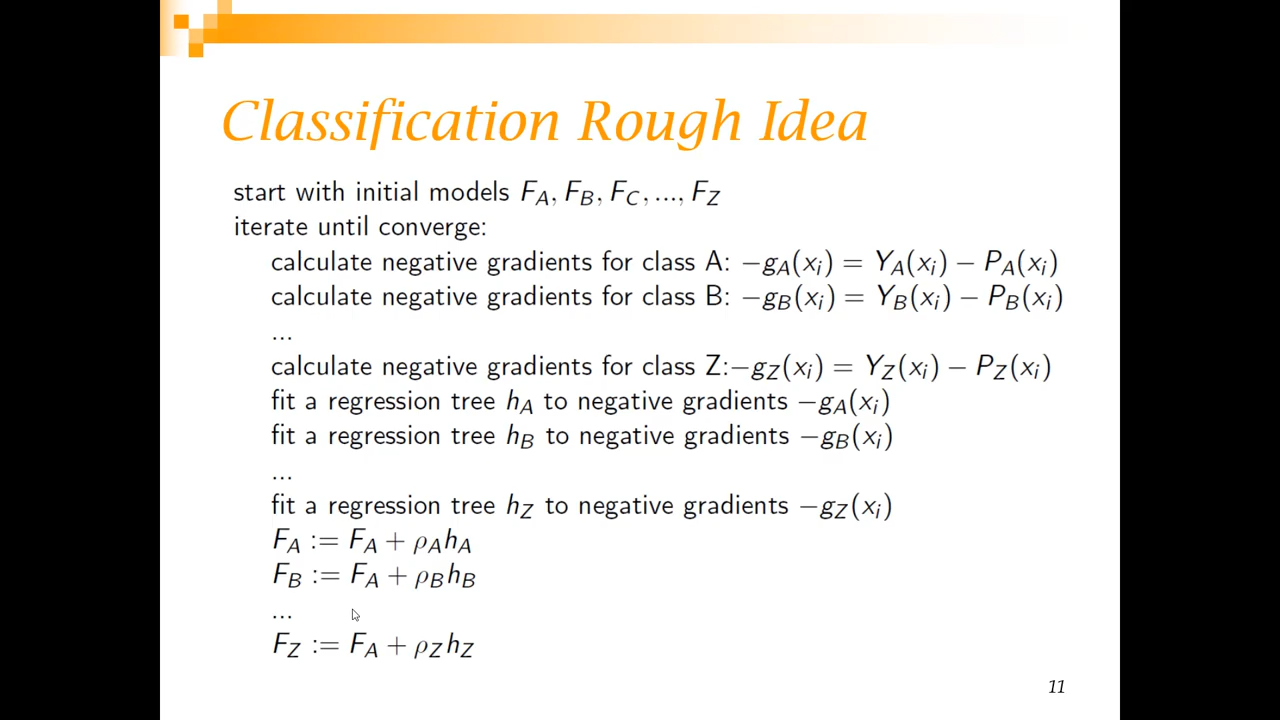 Classification Rough Idea
start with initial models F_A, F_B, F_C, ..., F_Z
iterate until converge:
calculate negative gradients for class A: −g_A(x_i) = Y_A(x_i) − P_A(x_i)
calculate negative gradients for class B: −g_B(x_i) = Y_B(x_i) − P_B(x_i)
...
calculate negative gradients for class Z:−g_Z(x_i) = Y_Z(x_i) − P_Z(x_i)
fit a regression tree h_A to negative gradients −g_A(x_i)
fit a regression tree h_B to negative gradients −g_B(x_i)
...
fit a regression tree h_Z to negative gradients −g_Z(x_i)
F_A := F_A + ρ_A h_A
F_B := F_A + ρ_B h_B
...
F_Z := F_A + ρ_Z h_Z
11